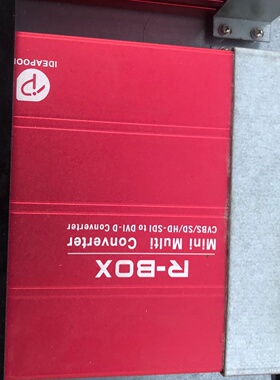 R-BOX
Mini Multi Converter
CVBS/SD/HD-SDI to DVI-D Converter
IDEAPOOL